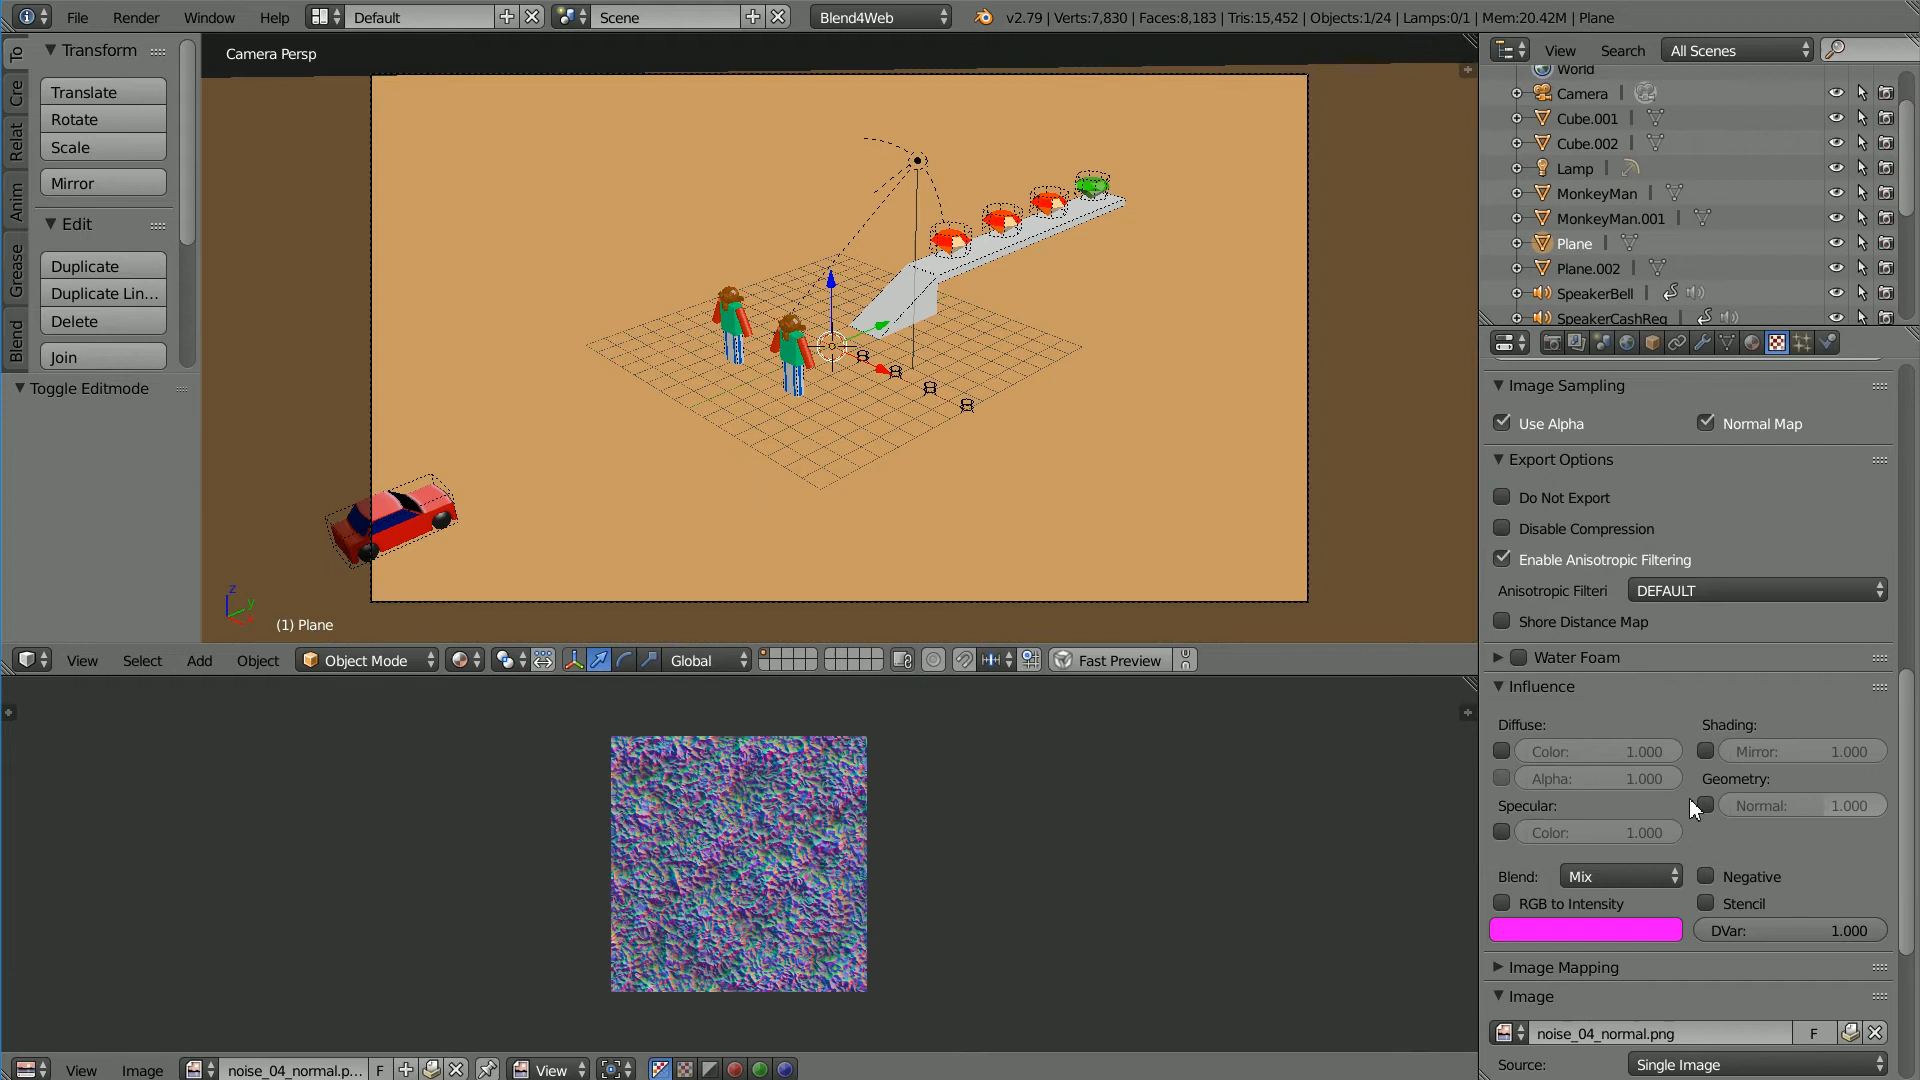 File Render Window Help Default Scene Blend4Web v2.79 | Verts:7,830 | Faces:8,183 | Tris:15,452 | Objects:1/24 | Lamps:0/1 | Mem:20.42M | Plane
To
Cre
Relat
Anim
Grease
Blend
Transform
Translate
Rotate
Scale
Mirror
Edit
Duplicate
Duplicate Lin...
Delete
Join
Toggle Editmode
Camera Persp
z
y
x
(1) Plane
View Select Add Object Object Mode Global Fast Preview
View Image noise_04_normal.p... F View
View Search All Scenes
World
Camera
Cube.001
Cube.002
Lamp
MonkeyMan
MonkeyMan.001
Plane
Plane.002
SpeakerBell
SpeakerCashReg
Image Sampling
Use Alpha Normal Map
Export Options
Do Not Export
Disable Compression
Enable Anisotropic Filtering
Anisotropic Filteri DEFAULT
Shore Distance Map
Water Foam
Influence
Diffuse: Shading:
Color: 1.000 Mirror: 1.000
Alpha: 1.000 Geometry:
Specular: Normal: 1.000
Color: 1.000
Blend: Mix Negative
RGB to Intensity Stencil
DVar: 1.000
Image Mapping
Image
noise_04_normal.png F
Source: Single Image